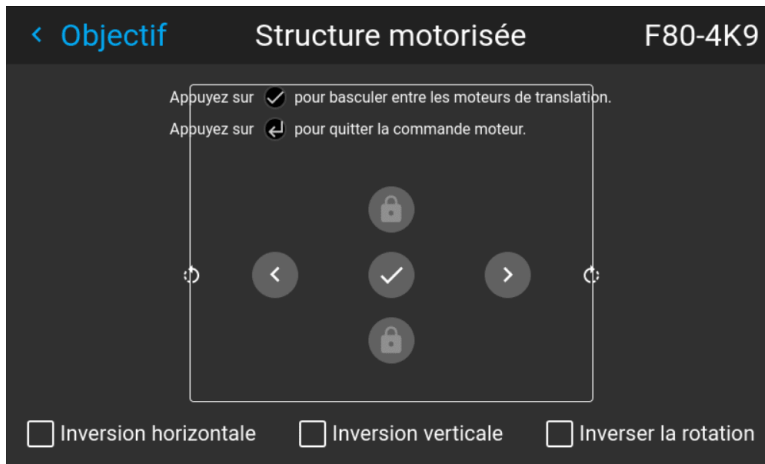 Objectif Structure motorisée F80-4K9
Appuyez sur pour basculer entre les moteurs de translation.
Appuyez sur pour quitter la commande moteur.
Inversion horizontale Inversion verticale Inverser la rotation